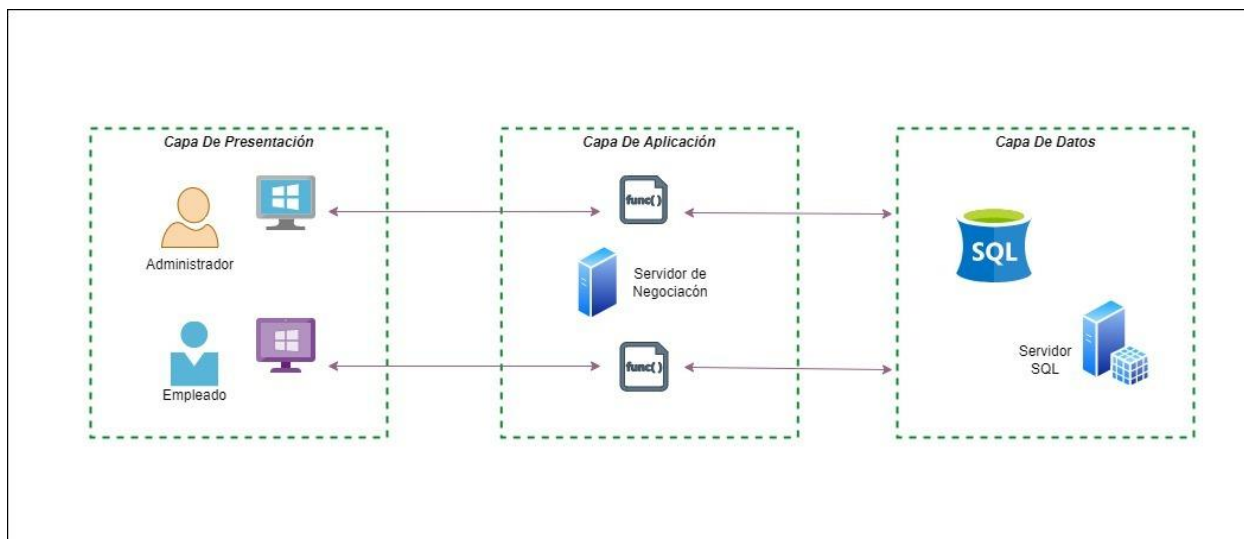 Capa De Presentación
Capa De Aplicación
Capa De Datos
Administrador
Empleado
func( )
Servidor de
Negociacón
func( )
SQL
Servidor
SQL